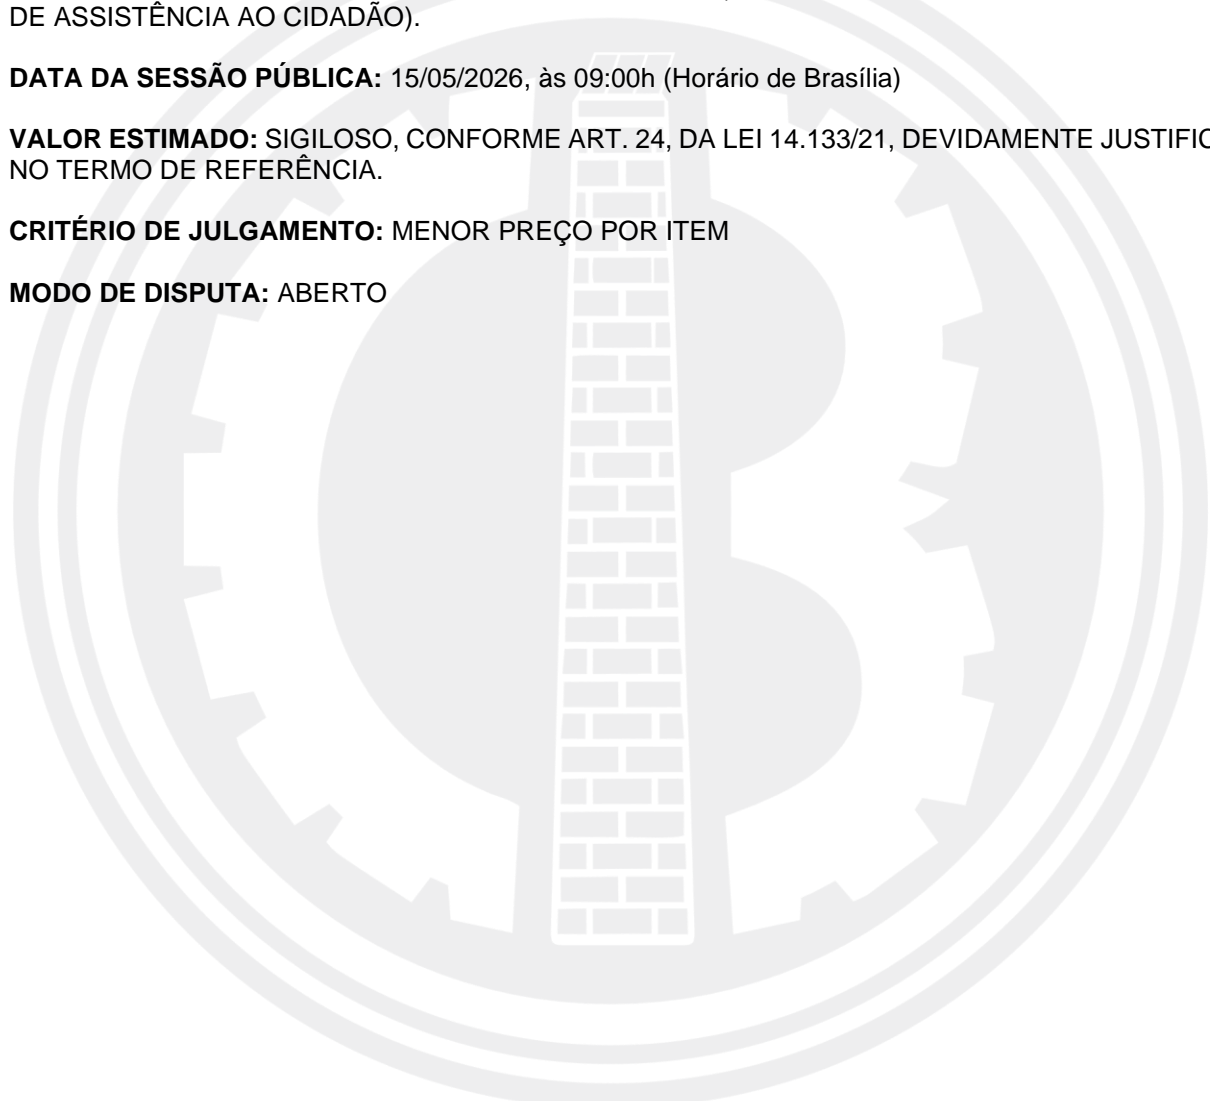 DE ASSISTÊNCIA AO CIDADÃO).
DATA DA SESSÃO PÚBLICA: 15/05/2026, às 09:00h (Horário de Brasília)
VALOR ESTIMADO: SIGILOSO, CONFORME ART. 24, DA LEI 14.133/21, DEVIDAMENTE JUSTIFIC
NO TERMO DE REFERÊNCIA.
CRITÉRIO DE JULGAMENTO: MENOR PREÇO POR ITEM
MODO DE DISPUTA: ABERTO